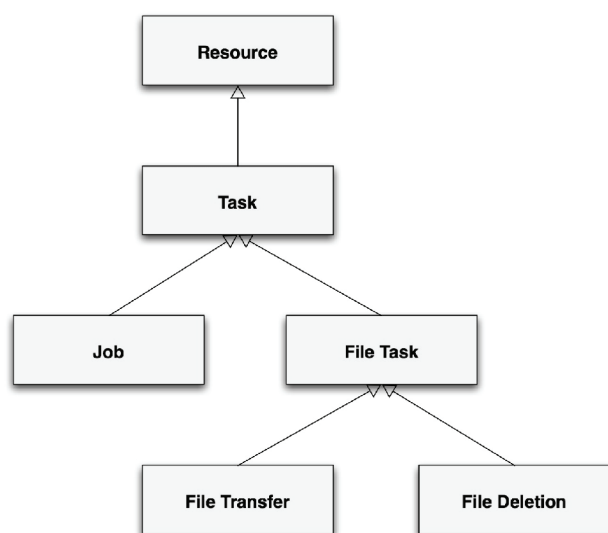 Resource
Task
Job
File Task
File Transfer
File Deletion